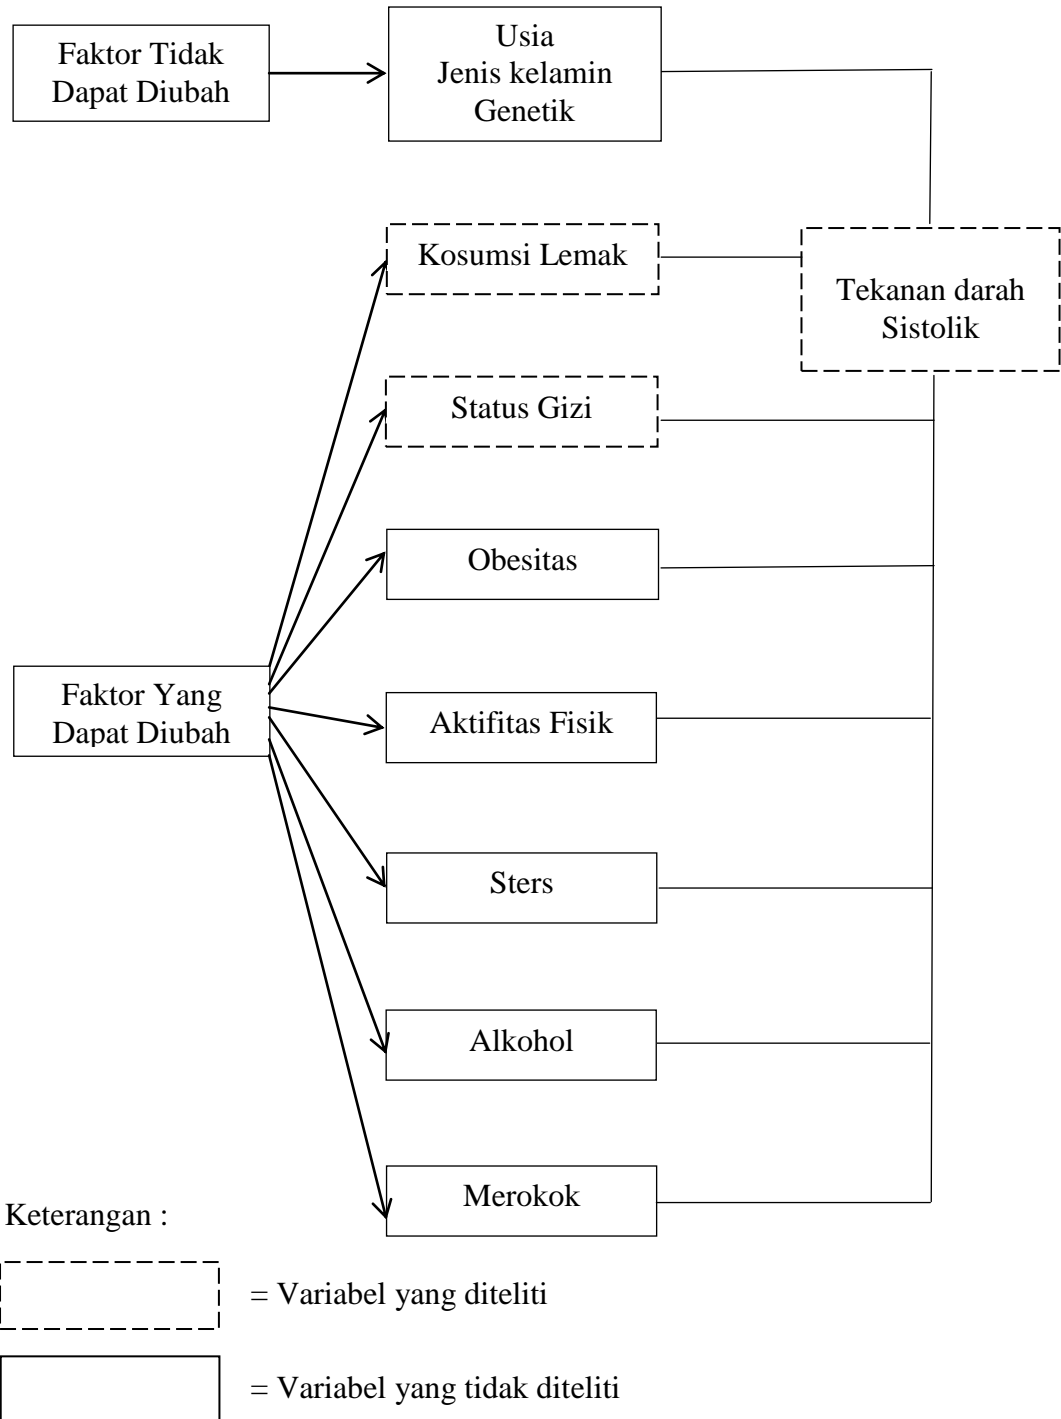 Faktor Tidak
Dapat Diubah
Usia
Jenis kelamin
Genetik
Kosumsi Lemak
Tekanan darah
Sistolik
Status Gizi
Obesitas
Faktor Yang
Dapat Diubah
Aktifitas Fisik
Sters
Alkohol
Merokok
Keterangan :
= Variabel yang diteliti
= Variabel yang tidak diteliti